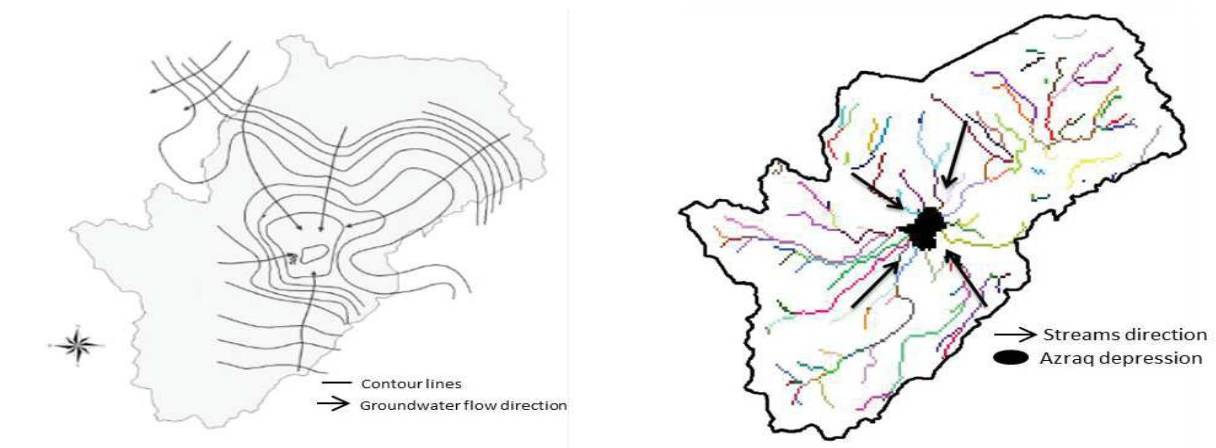 Contour lines
Groundwater flow direction
Streams direction
Azraq depression